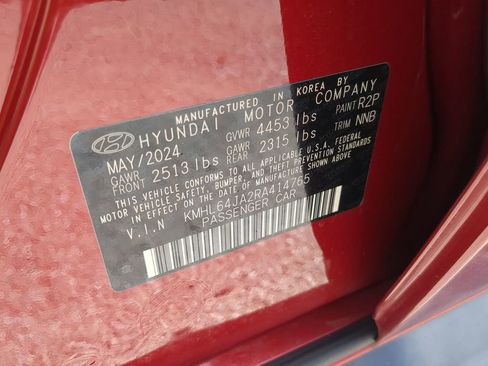 MANUFACTURED IN KOREA BY
HYUNDAI MOTOR COMPANY
MAY/2024 GVWR 4453 lbs PAINT R2P
GAWR FRONT 2513 lbs GAWR REAR 2315 lbs TRIM NNB
THIS VEHICLE CONFORMS TO ALL APPLICABLE U.S.A. FEDERAL
MOTOR VEHICLE SAFETY, BUMPER, AND THEFT PREVENTION STANDARDS
IN EFFECT ON THE DATE OF MANUFACTURE SHOWN ABOVE
V.I.N KMHL64JA2RA414765
PASSENGER CAR